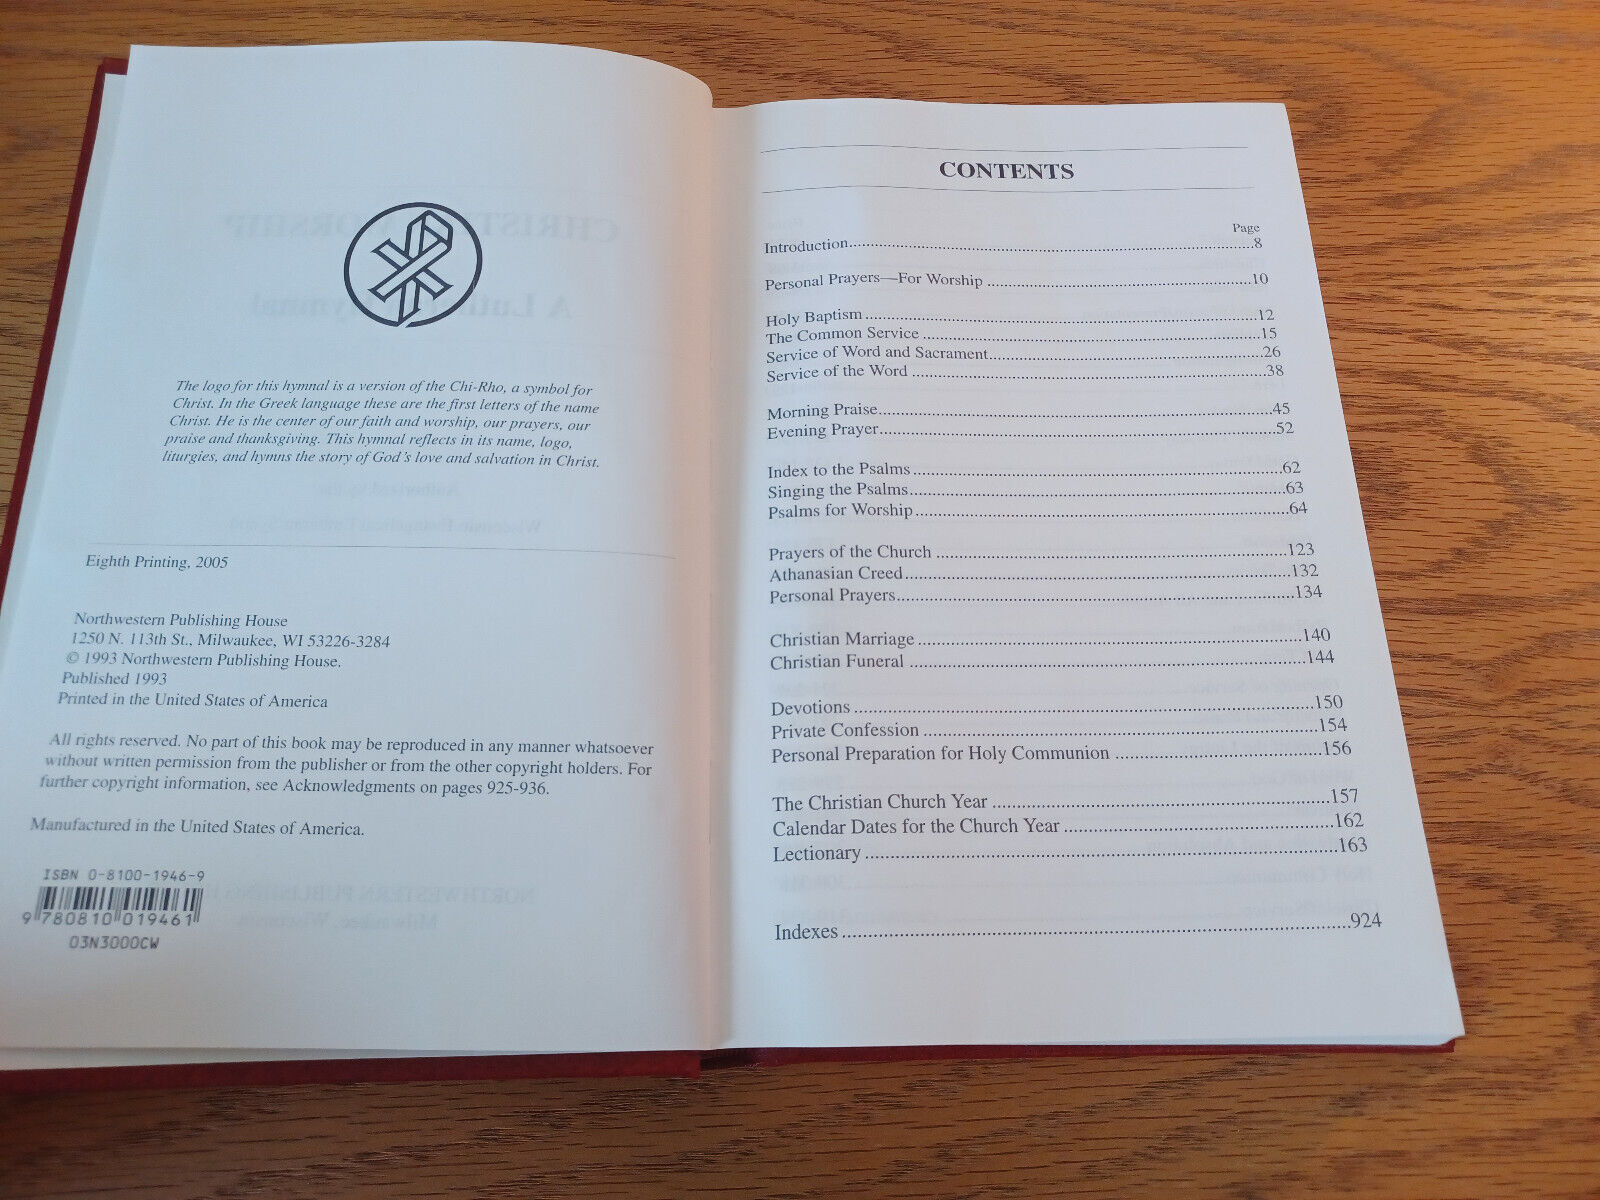 The logo for this hymnal is a version of the Chi-Rho, a symbol for
Christ. In the Greek language these are the first letters of the name
Christ. He is the center of our faith and worship, our prayers, our
praise and thanksgiving. This hymnal reflects in its name, logo,
liturgies, and hymns the story of God's love and salvation in Christ.
Eighth Printing, 2005
Northwestern Publishing House
1250 N. 113th St., Milwaukee, WI 53226-3284
© 1993 Northwestern Publishing House.
Published 1993
Printed in the United States of America
All rights reserved. No part of this book may be reproduced in any manner whatsoever
without written permission from the publisher or from the other copyright holders. For
further copyright information, see Acknowledgments on pages 925-936.
Manufactured in the United States of America.
ISBN 0-8100-1946-9
9 780810 019461
03N3000CW
CONTENTS
Page
Introduction 8
Personal Prayers—For Worship 10
Holy Baptism 12
The Common Service 15
Service of Word and Sacrament 26
Service of the Word 38
Morning Praise 45
Evening Prayer 52
Index to the Psalms 62
Singing the Psalms 63
Psalms for Worship 64
Prayers of the Church 123
Athanasian Creed 132
Personal Prayers 134
Christian Marriage 140
Christian Funeral 144
Devotions 150
Private Confession 154
Personal Preparation for Holy Communion 156
The Christian Church Year 157
Calendar Dates for the Church Year 162
Lectionary 163
Indexes 924